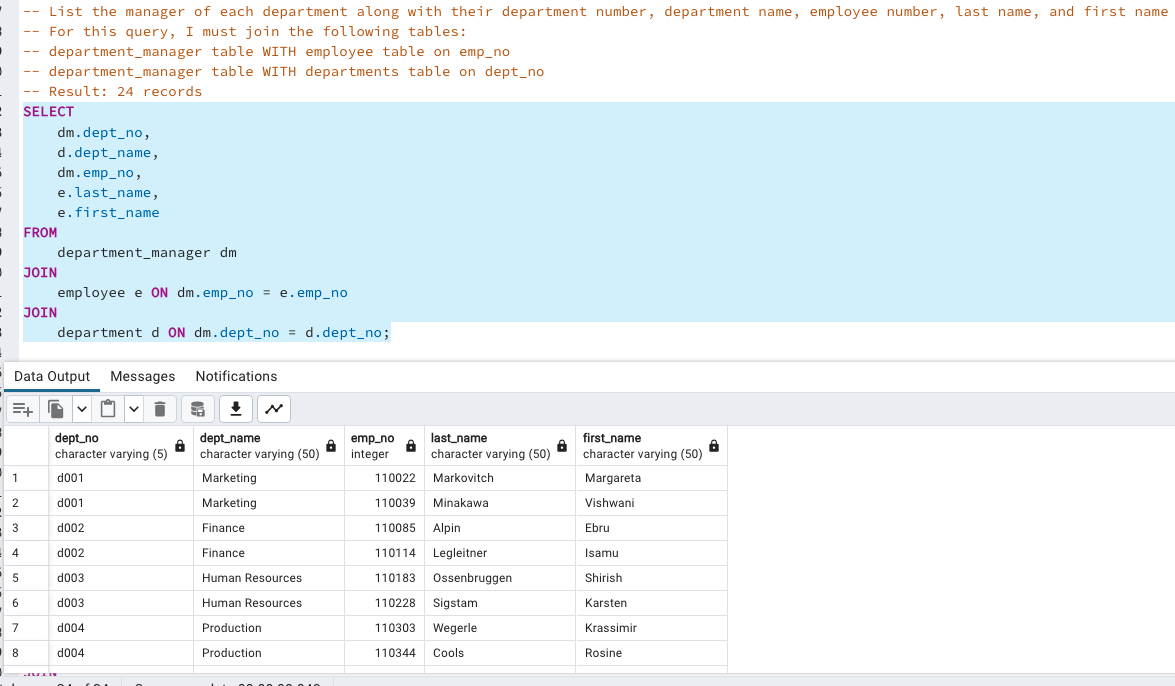 -- List the manager of each department along with their department number, department name, employee number, last name, and first name
-- For this query, I must join the following tables:
-- department_manager table WITH employee table on emp_no
-- department_manager table WITH departments table on dept_no
-- Result: 24 records
SELECT
dm.dept_no,
d.dept_name,
dm.emp_no,
e.last_name,
e.first_name
FROM
department_manager dm
JOIN
employee e ON dm.emp_no = e.emp_no
JOIN
department d ON dm.dept_no = d.dept_no;
Data Output Messages Notifications
dept_no dept_name emp_no last_name first_name
character varying (5) character varying (50) integer character varying (50) character varying (50)
1 d001 Marketing 110022 Markovitch Margareta
2 d001 Marketing 110039 Minakawa Vishwani
3 d002 Finance 110085 Alpin Ebru
4 d002 Finance 110114 Legleitner Isamu
5 d003 Human Resources 110183 Ossenbruggen Shirish
6 d003 Human Resources 110228 Sigstam Karsten
7 d004 Production 110303 Wegerle Krassimir
8 d004 Production 110344 Cools Rosine